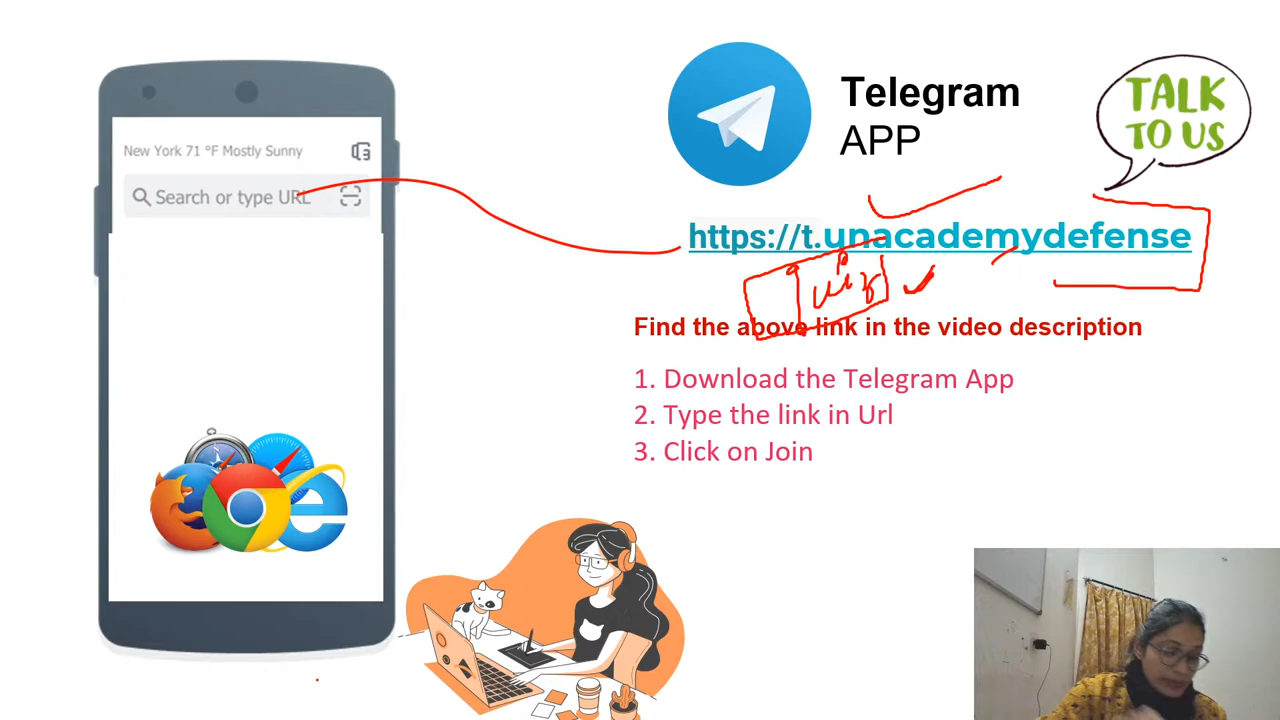 New York 71 °F Mostly Sunny
Search or type URL
Telegram
APP
TALK
TO US
https://t.unacademydefense
Find the above link in the video description
1. Download the Telegram App
2. Type the link in Url
3. Click on Join